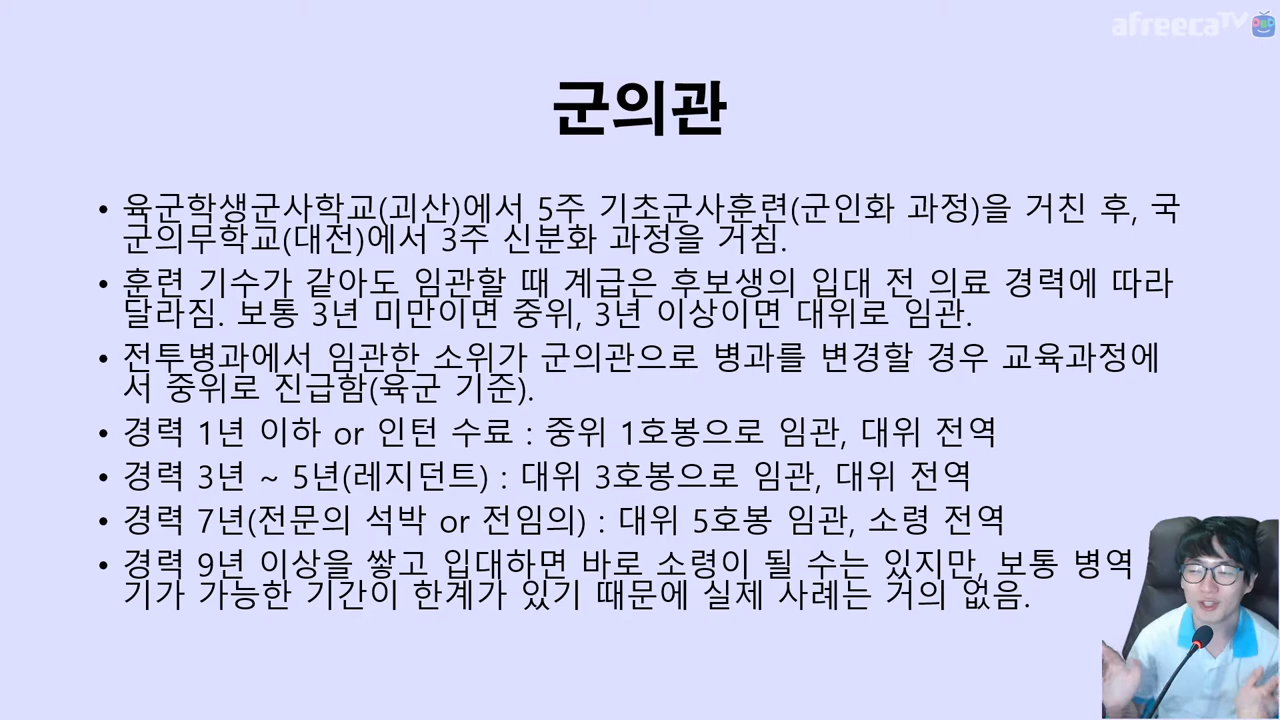 afreecaTV
군의관
• 육군학생군사학교(괴산)에서 5주 기초군사훈련(군인화 과정)을 거친 후, 국
군의무학교(대전)에서 3주 신분화 과정을 거침.
• 훈련 기수가 같아도 임관할 때 계급은 후보생의 입대 전 의료 경력에 따라
달라짐. 보통 3년 미만이면 중위, 3년 이상이면 대위로 임관.
• 전투병과에서 임관한 소위가 군의관으로 병과를 변경할 경우 교육과정에
서 중위로 진급함(육군 기준).
• 경력 1년 이하 or 인턴 수료 : 중위 1호봉으로 임관, 대위 전역
• 경력 3년 ~ 5년(레지던트) : 대위 3호봉으로 임관, 대위 전역
• 경력 7년(전문의 석박 or 전임의) : 대위 5호봉 임관, 소령 전역
• 경력 9년 이상을 쌓고 입대하면 바로 소령이 될 수는 있지만, 보통 병역
기가 가능한 기간이 한계가 있기 때문에 실제 사례는 거의 없음.